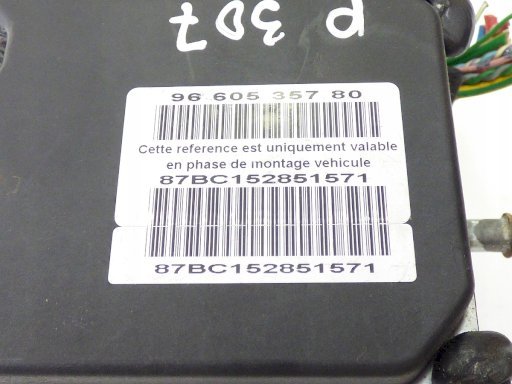 P 307
96 605 357 80
Cette reference est uniquement valable
en phase de montage vehicule
87BC152851571
87BC152851571